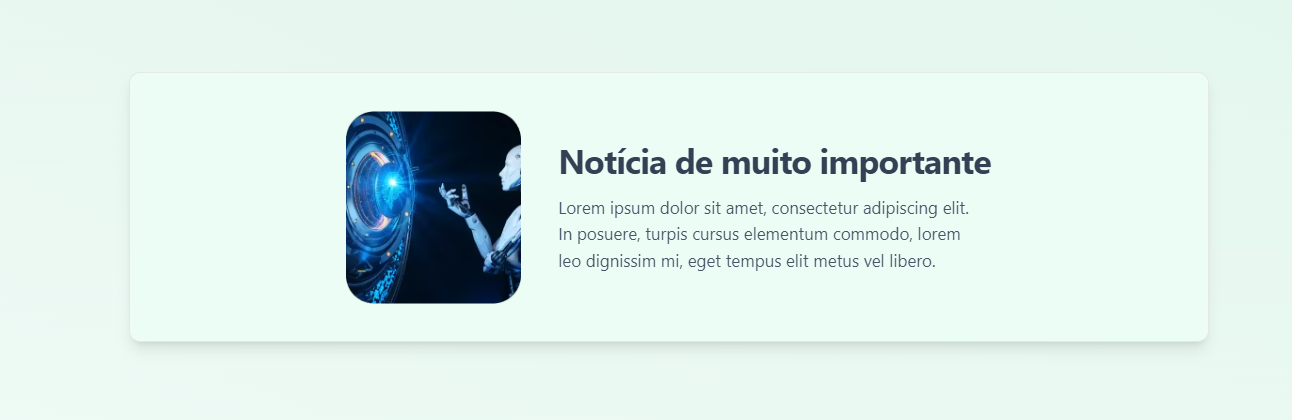 Notícia de muito importante
Lorem ipsum dolor sit amet, consectetur adipiscing elit.
In posuere, turpis cursus elementum commodo, lorem
leo dignissim mi, eget tempus elit metus vel libero.